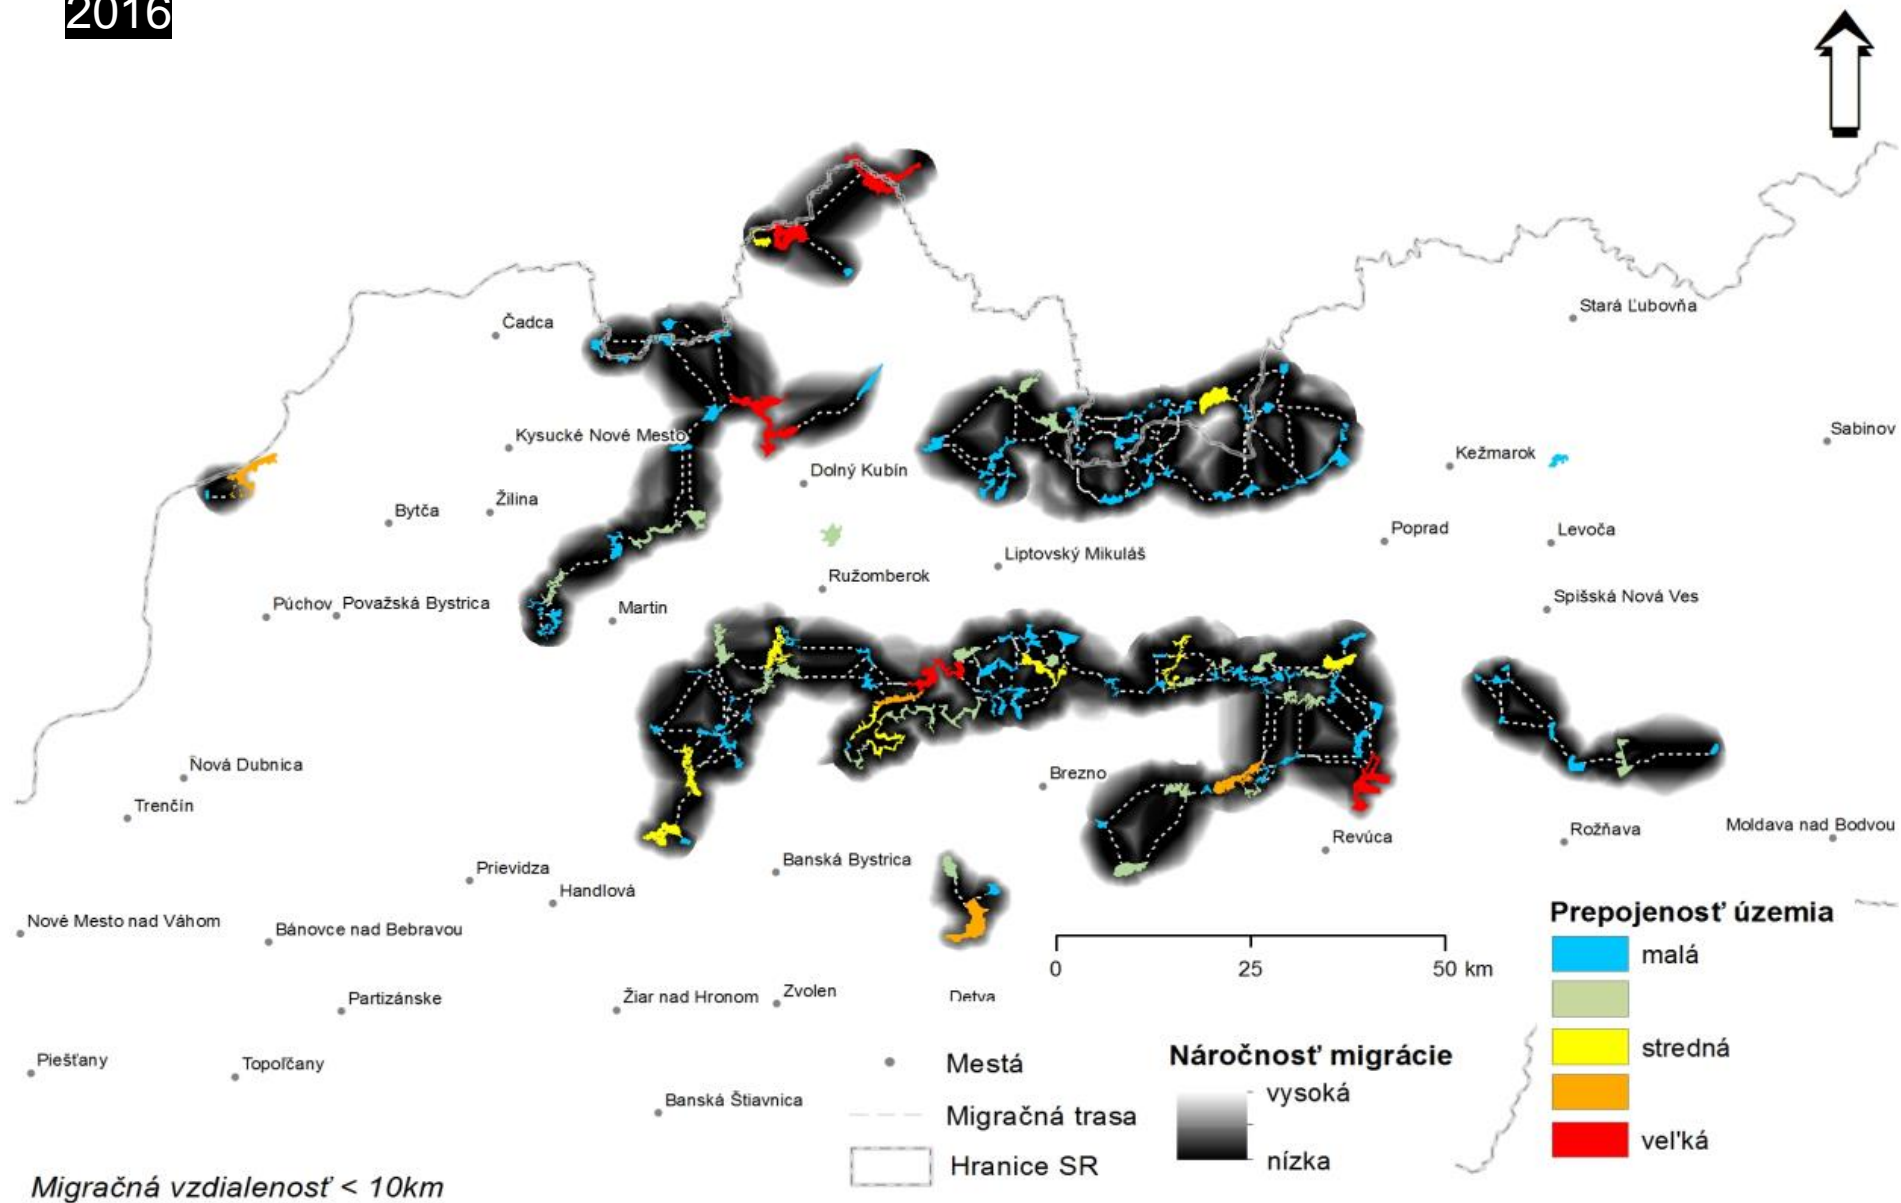 2016
Stará Ľubovňa
Čadca
Sabinov
Kysucké Nové Mesto
Kežmarok
Dolný Kubín
Žilina
Bytča
Poprad
Levoča
Liptovský Mikuláš
Ružomberok
Púchov
Považská Bystrica
Martin
Spišská Nová Ves
Nová Dubnica
Brezno
Trenčín
Moldava nad Bodvou
Rožňava
Revúca
Banská Bystrica
Prievidza
Handlová
Nové Mesto nad Váhom
Bánovce nad Bebravou
Partizánske
Žiar nad Hronom
Zvolen
Detva
Piešťany
Topoľčany
Banská Štiavnica
0 25 50 km
Mestá
Migračná trasa
Hranice SR
Náročnosť migrácie
vysoká
nízka
Prepojenosť územia
malá
stredná
veľká
Migračná vzdialenosť < 10km